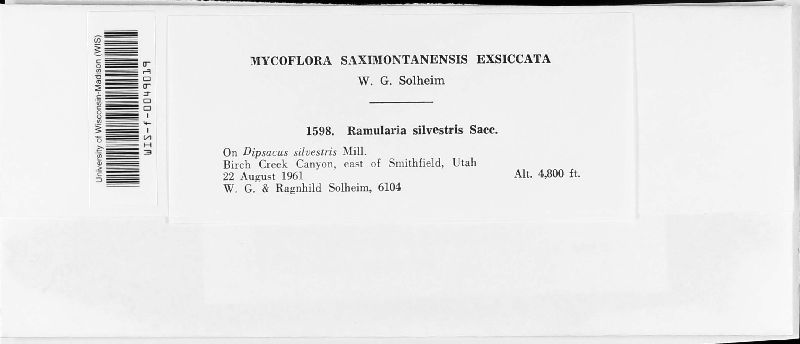 University of Wisconsin-Madison (WIS)
WIS-f-0049019
MYCOFLORA SAXIMONTANENSIS EXSICCATA
W. G. Solheim
1598. Ramularia silvestris Sacc.
On Dipsacus silvestris Mill.
Birch Creek Canyon, east of Smithfield, Utah
22 August 1961 Alt. 4,800 ft.
W. G. & Ragnhild Solheim, 6104